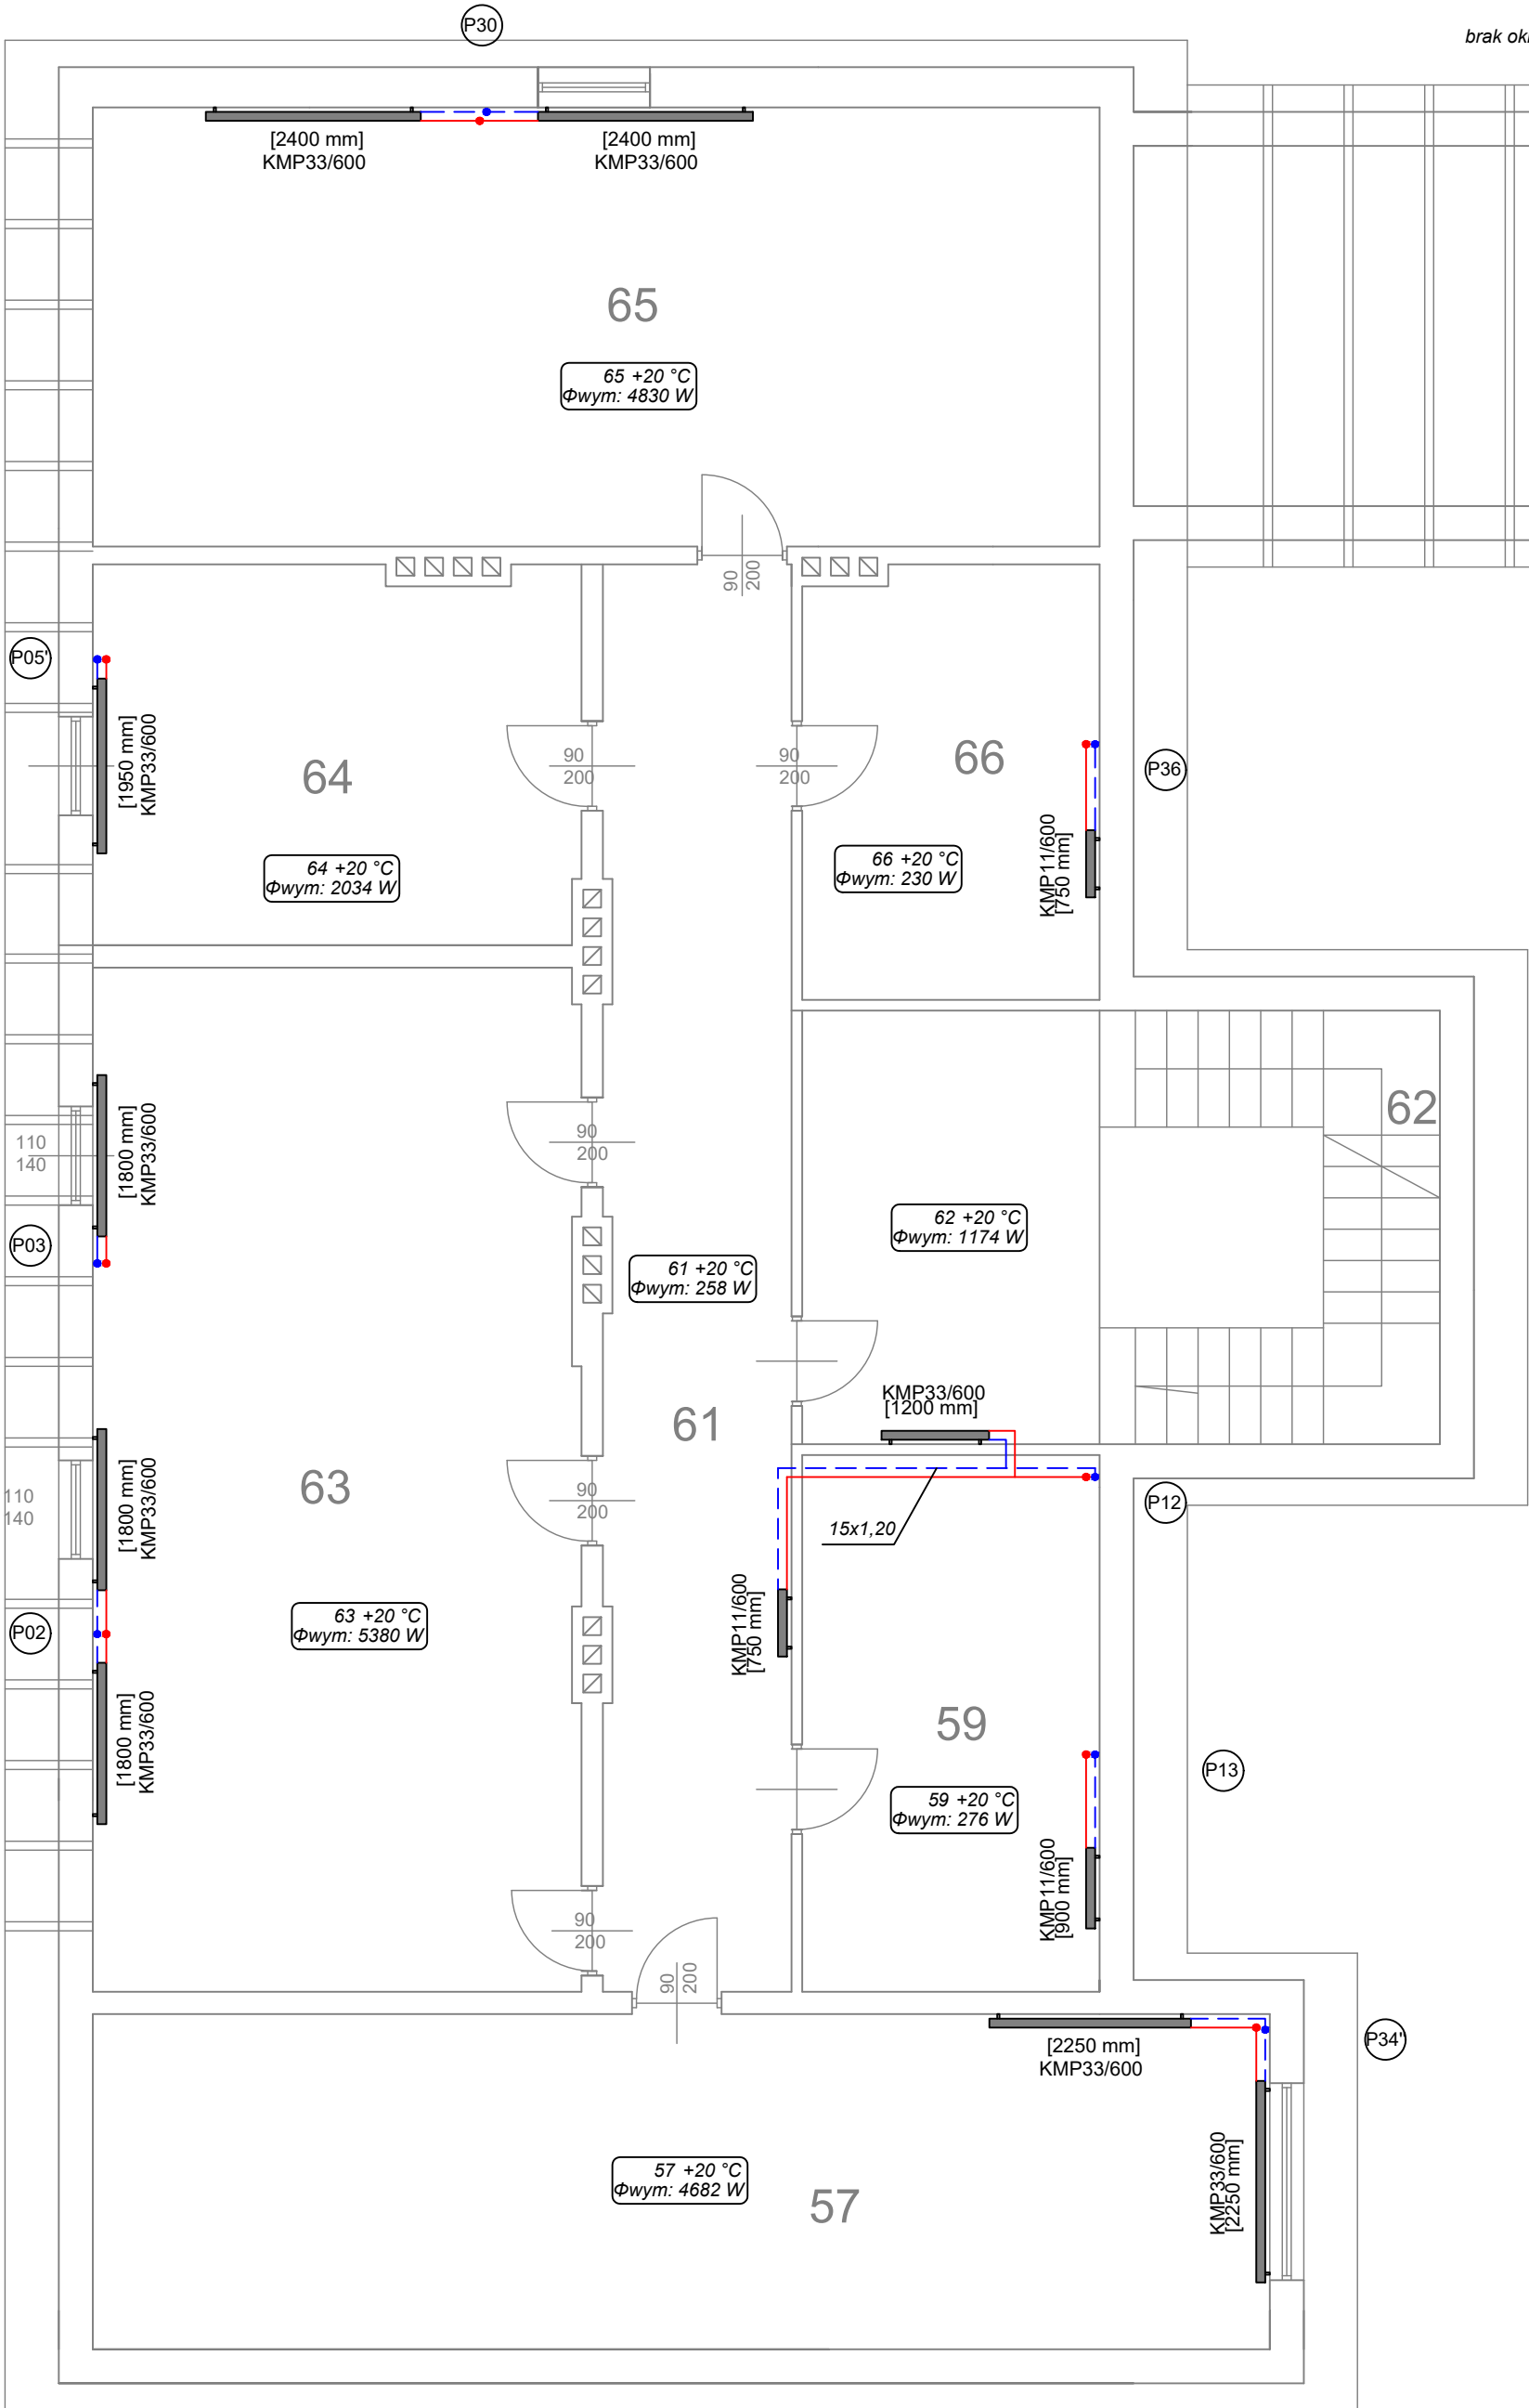 P30
brak ok
[2400 mm]
KMP33/600
[2400 mm]
KMP33/600
65
65 +20 °C
Φwym: 4830 W
90
200
P05'
[1950 mm]
KMP33/600
64
90
200
90
200
66
P36
64 +20 °C
Φwym: 2034 W
66 +20 °C
Φwym: 230 W
KMP11/600
[750 mm]
110
140
[1800 mm]
KMP33/600
90
200
62
P03
62 +20 °C
Φwym: 1174 W
61 +20 °C
Φwym: 258 W
KMP33/600
[1200 mm]
61
63
110
140
[1800 mm]
KMP33/600
90
200
15x1,20
P12
P02
63 +20 °C
Φwym: 5380 W
KMP11/600
[750 mm]
[1800 mm]
KMP33/600
59
P13
59 +20 °C
Φwym: 276 W
KMP11/600
[900 mm]
90
200
90
200
[2250 mm]
KMP33/600
P34'
57 +20 °C
Φwym: 4682 W
57
KMP33/600
[2250 mm]